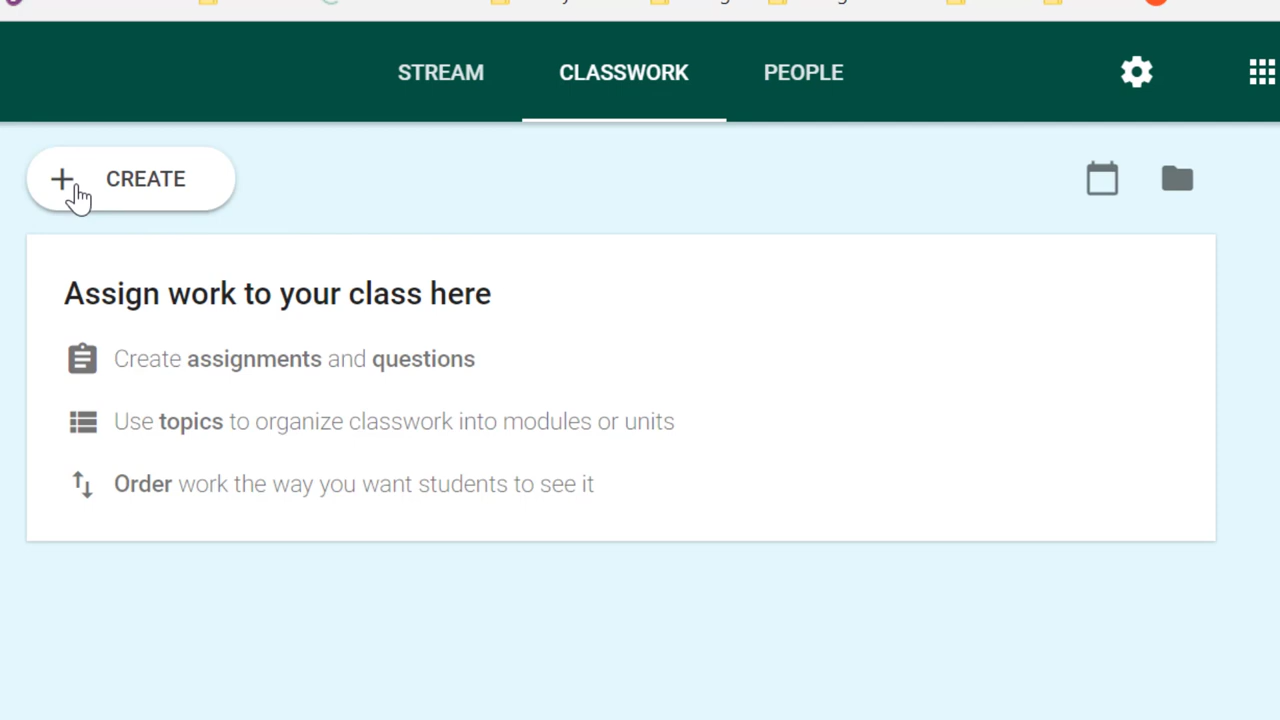 STREAM CLASSWORK PEOPLE
CREATE
Assign work to your class here
Create assignments and questions
Use topics to organize classwork into modules or units
Order work the way you want students to see it